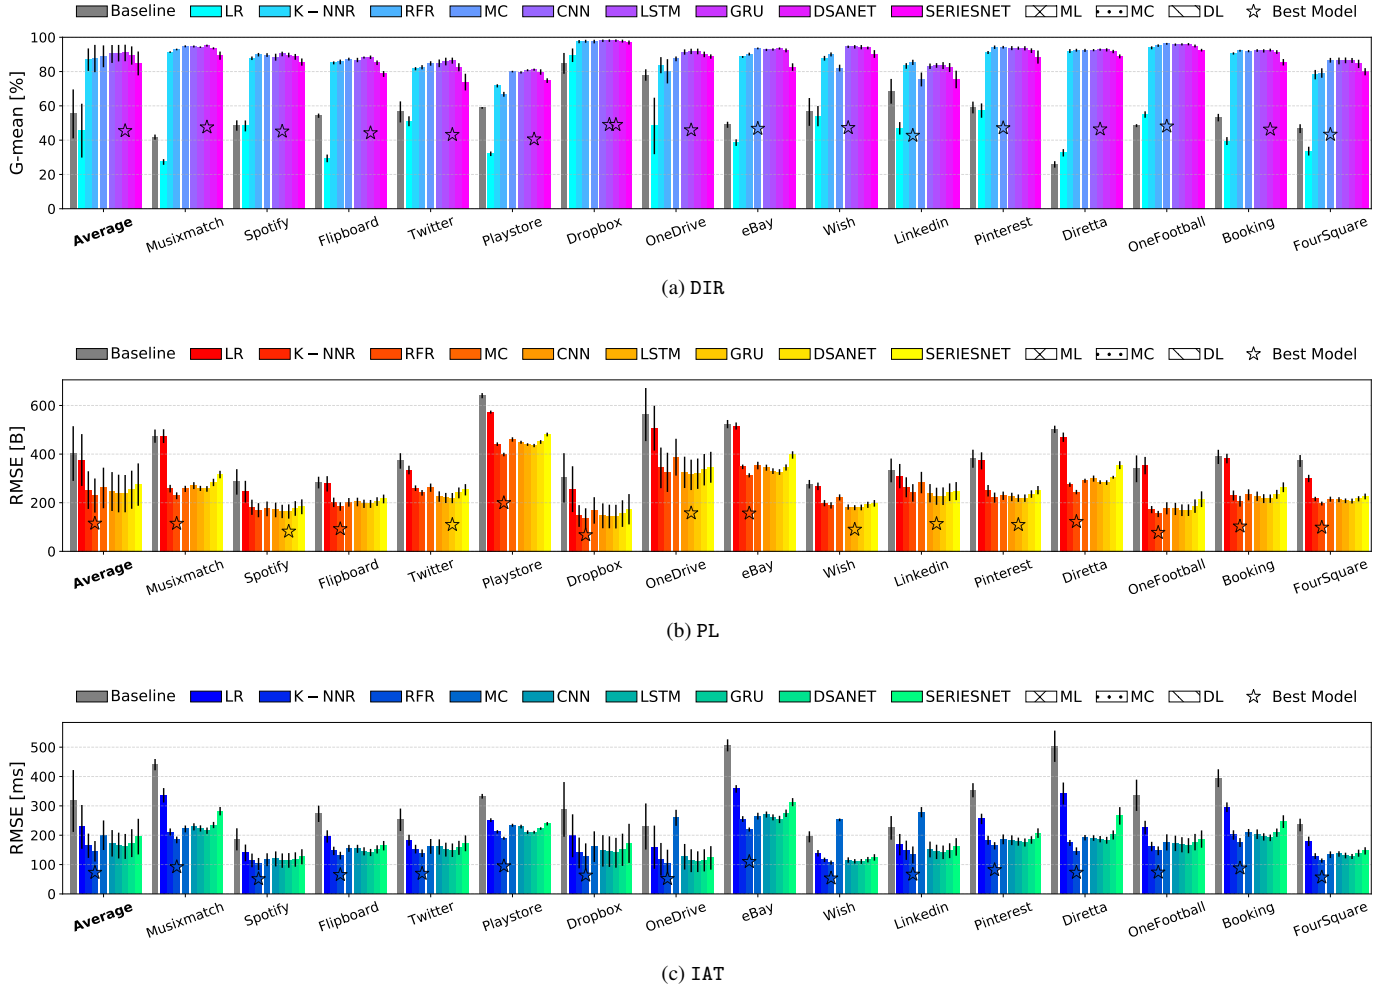 Baseline LR K − NNR RFR MC CNN LSTM GRU DSANET SERIESNET ML MC DL Best Model
G-mean [%]
100
80
60
40
20
0
Average Musixmatch Spotify Flipboard Twitter Playstore Dropbox OneDrive eBay Wish Linkedin Pinterest Diretta OneFootball Booking FourSquare
(a) DIR
Baseline LR K − NNR RFR MC CNN LSTM GRU DSANET SERIESNET ML MC DL Best Model
RMSE [B]
600
400
200
0
Average Musixmatch Spotify Flipboard Twitter Playstore Dropbox OneDrive eBay Wish Linkedin Pinterest Diretta OneFootball Booking FourSquare
(b) PL
Baseline LR K − NNR RFR MC CNN LSTM GRU DSANET SERIESNET ML MC DL Best Model
RMSE [ms]
500
400
300
200
100
0
Average Musixmatch Spotify Flipboard Twitter Playstore Dropbox OneDrive eBay Wish Linkedin Pinterest Diretta OneFootball Booking FourSquare
(c) IAT